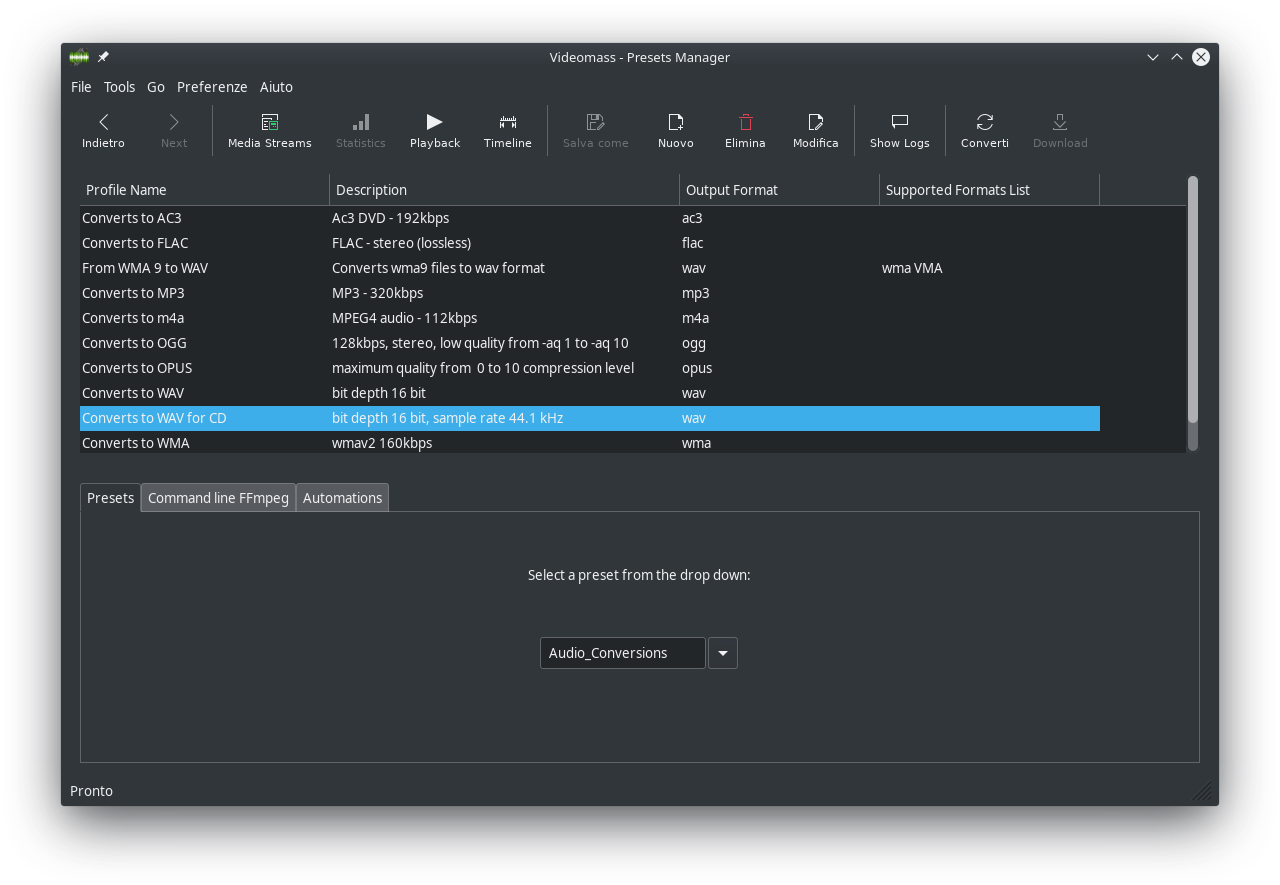 Videomass - Presets Manager
File Tools Go Preferenze Aiuto
Indietro Next Media Streams Statistics Playback Timeline Salva come Nuovo Elimina Modifica Show Logs Converti Download
Profile Name Description Output Format Supported Formats List
Converts to AC3 Ac3 DVD - 192kbps ac3
Converts to FLAC FLAC - stereo (lossless) flac
From WMA 9 to WAV Converts wma9 files to wav format wav wma VMA
Converts to MP3 MP3 - 320kbps mp3
Converts to m4a MPEG4 audio - 112kbps m4a
Converts to OGG 128kbps, stereo, low quality from -aq 1 to -aq 10 ogg
Converts to OPUS maximum quality from  0 to 10 compression level opus
Converts to WAV bit depth 16 bit wav
Converts to WAV for CD bit depth 16 bit, sample rate 44.1 kHz wav
Converts to WMA wmav2 160kbps wma
Presets Command line FFmpeg Automations
Select a preset from the drop down:
Audio_Conversions
Pronto